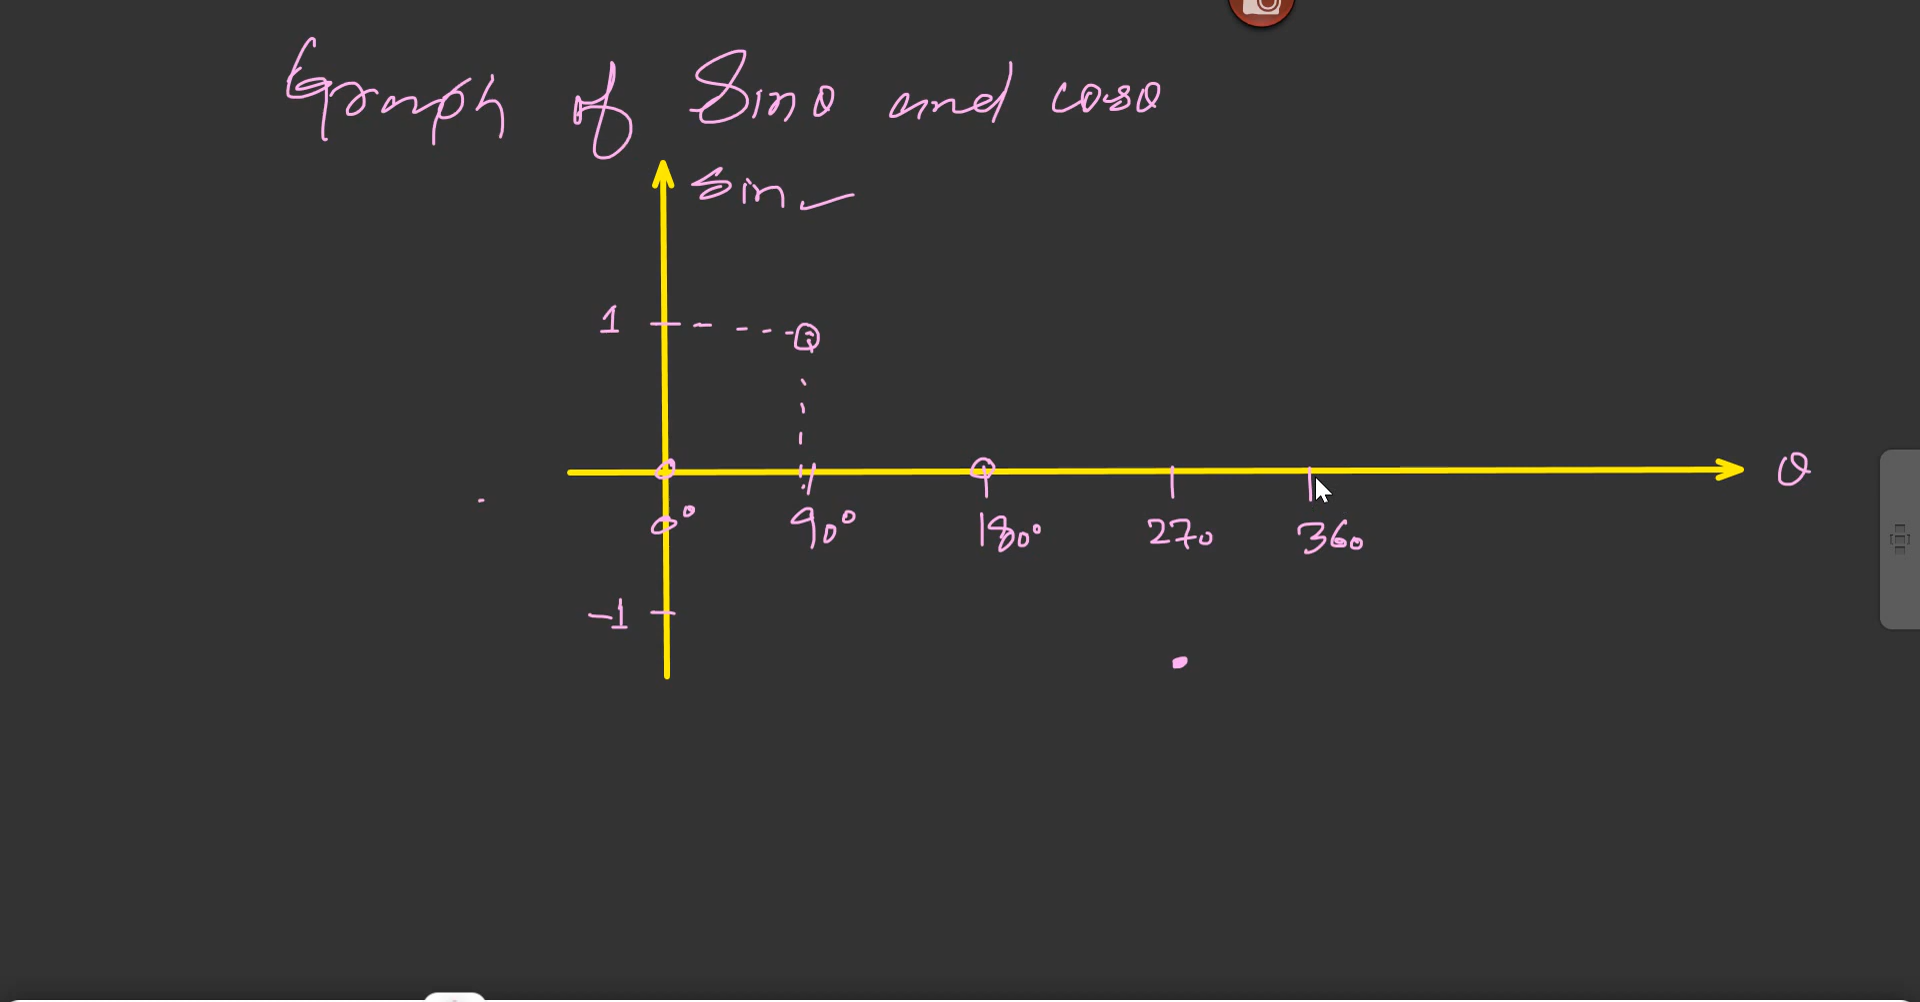 Graph of Sinθ and cosθ
Sin
1
θ
0° 90° 180° 270 360
-1